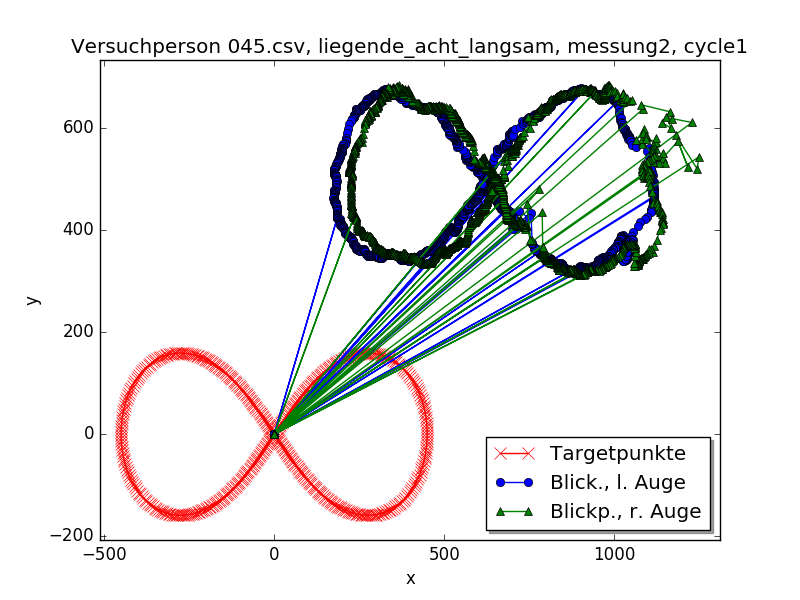 Versuchperson 045.csv, liegende_acht_langsam, messung2, cycle1
y
600
400
200
0
−200
−500
0
500
1000
x
Targetpunkte
Blick., l. Auge
Blickp., r. Auge